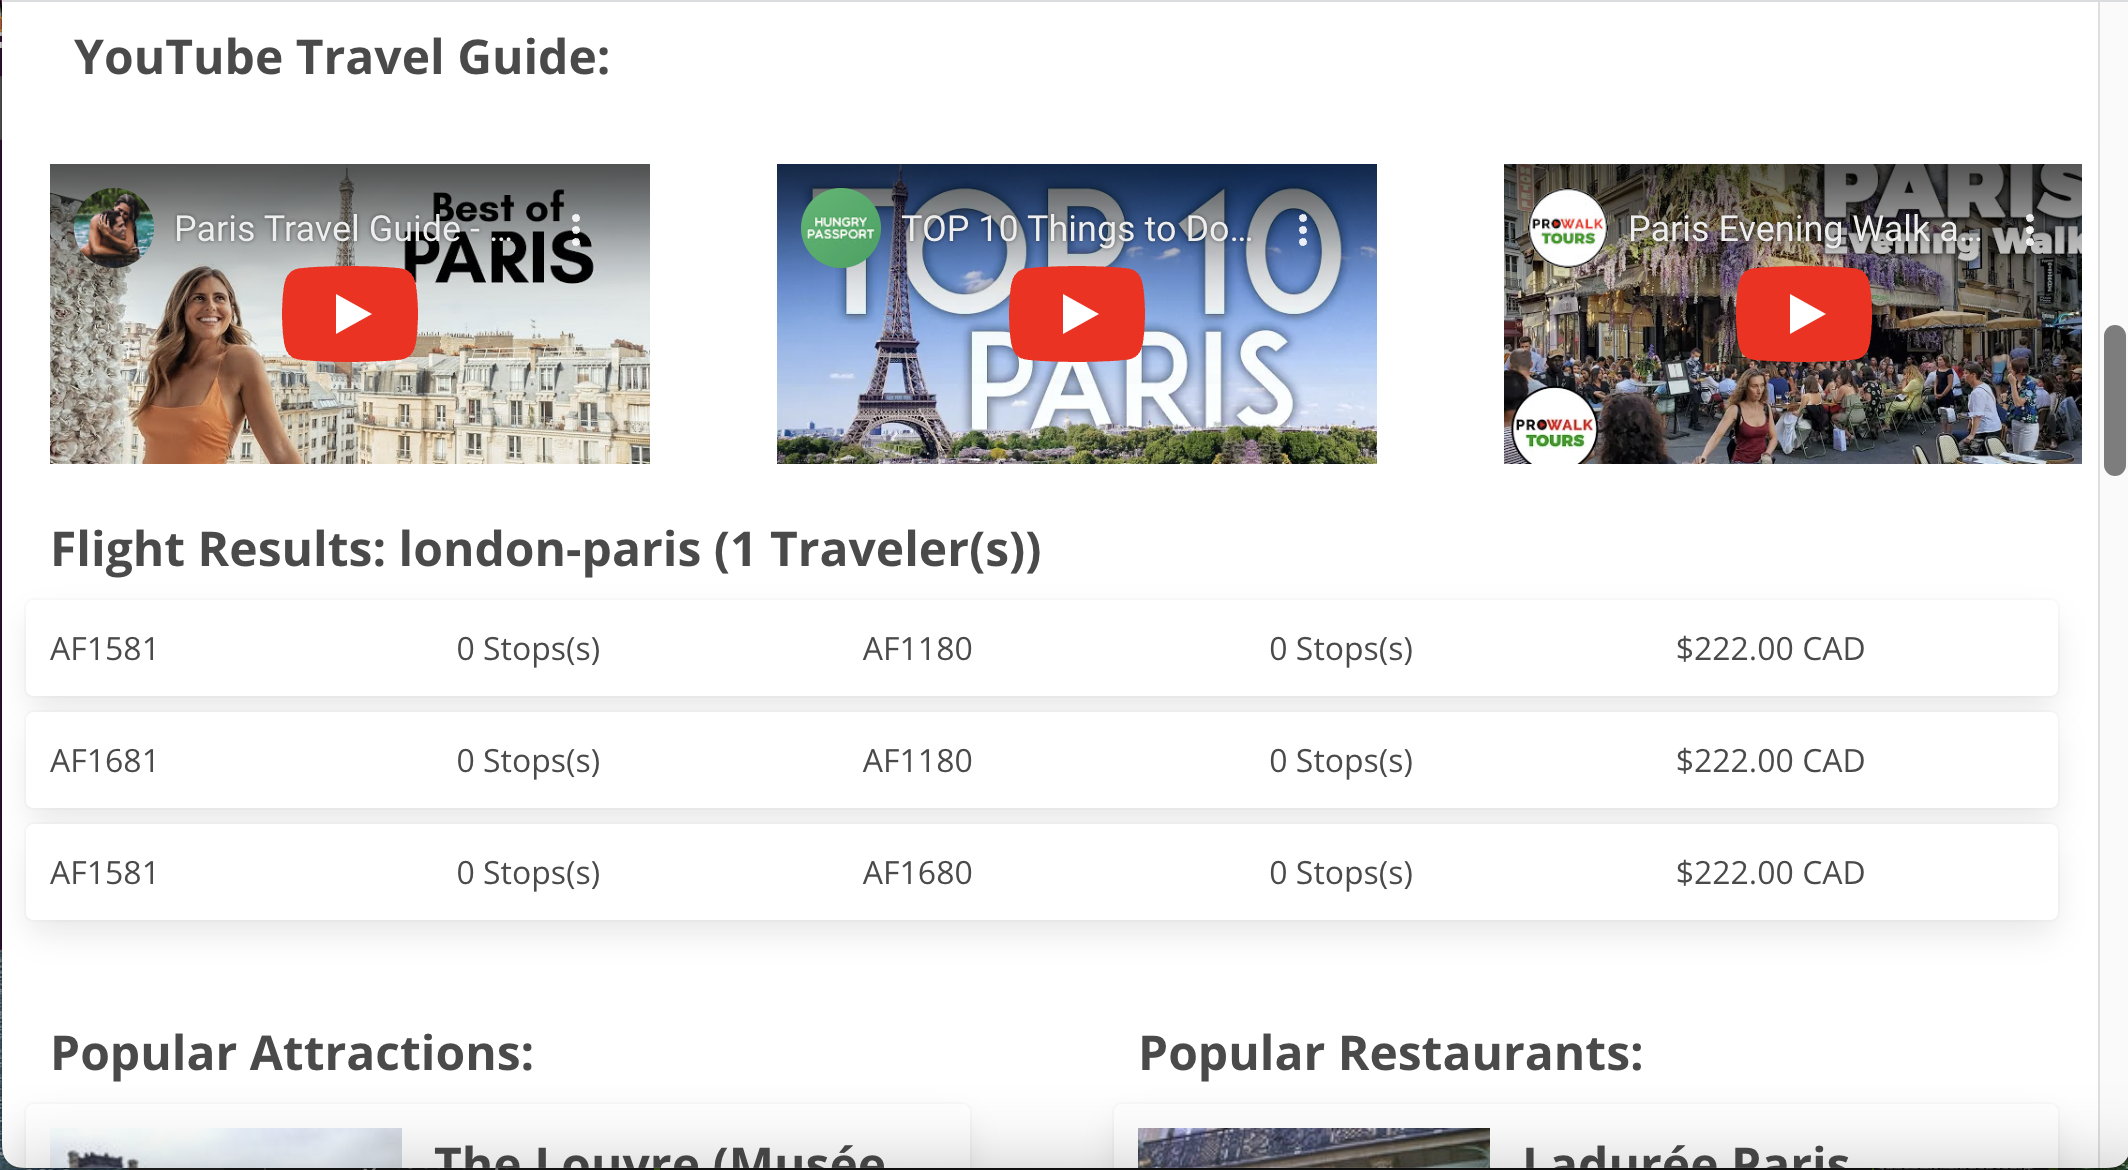 YouTube Travel Guide:
Paris Travel Guide - ...
Best of
PARIS
HUNGRY
PASSPORT
TOP 10 Things to Do...
TOP 10
PARIS
PROWALK
TOURS
Paris Evening Walk a...
PARIS
Evening Walk
PROWALK
TOURS
Flight Results: london-paris (1 Traveler(s))
AF1581 0 Stops(s) AF1180 0 Stops(s) $222.00 CAD
AF1681 0 Stops(s) AF1180 0 Stops(s) $222.00 CAD
AF1581 0 Stops(s) AF1680 0 Stops(s) $222.00 CAD
Popular Attractions:
Popular Restaurants:
The Louvre (Musée
Ladurée Paris